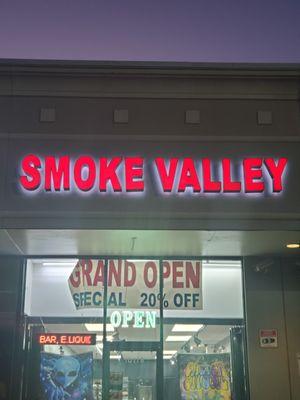 SMOKE VALLEY
GRAND OPEN
SPECIAL 20% OFF
OPEN
BAR, E.LIQUI